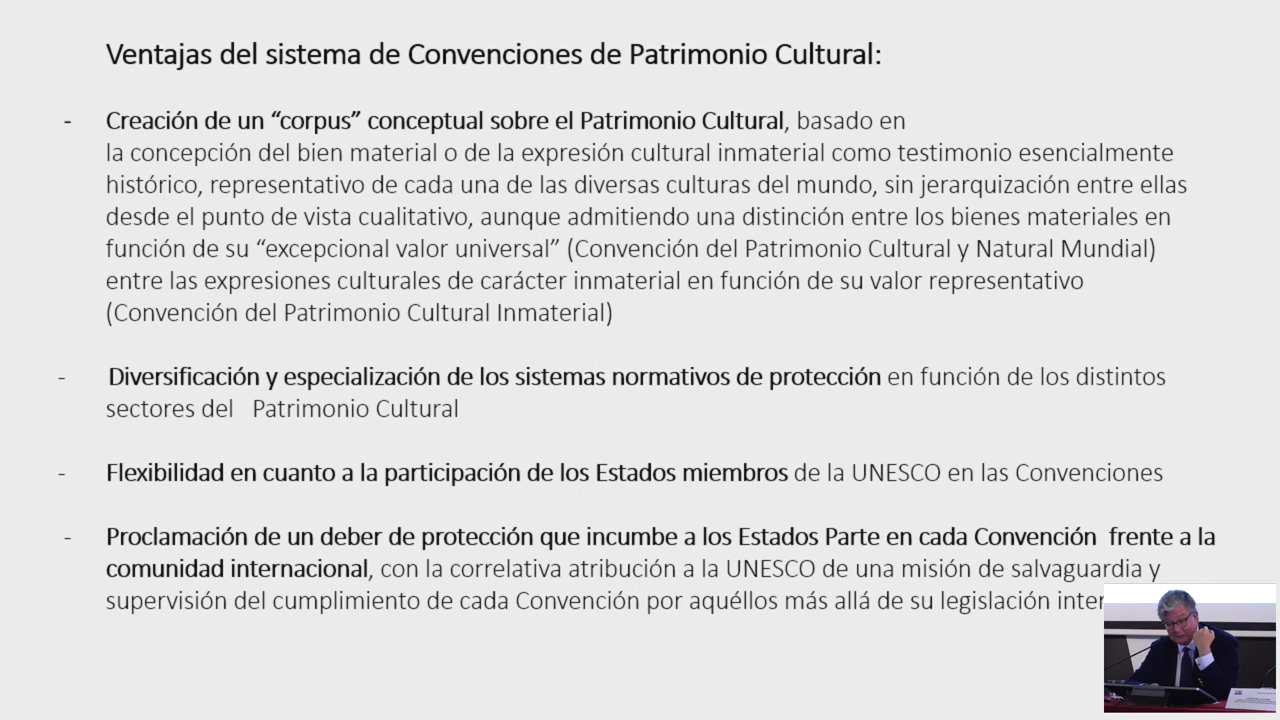 Ventajas del sistema de Convenciones de Patrimonio Cultural:
- Creación de un “corpus” conceptual sobre el Patrimonio Cultural, basado en
la concepción del bien material o de la expresión cultural inmaterial como testimonio esencialmente
histórico, representativo de cada una de las diversas culturas del mundo, sin jerarquización entre ellas
desde el punto de vista cualitativo, aunque admitiendo una distinción entre los bienes materiales en
función de su “excepcional valor universal” (Convención del Patrimonio Cultural y Natural Mundial)
entre las expresiones culturales de carácter inmaterial en función de su valor representativo
(Convención del Patrimonio Cultural Inmaterial)
- Diversificación y especialización de los sistemas normativos de protección en función de los distintos
sectores del Patrimonio Cultural
- Flexibilidad en cuanto a la participación de los Estados miembros de la UNESCO en las Convenciones
- Proclamación de un deber de protección que incumbe a los Estados Parte en cada Convención frente a la
comunidad internacional, con la correlativa atribución a la UNESCO de una misión de salvaguardia y
supervisión del cumplimiento de cada Convención por aquéllos más allá de su legislación